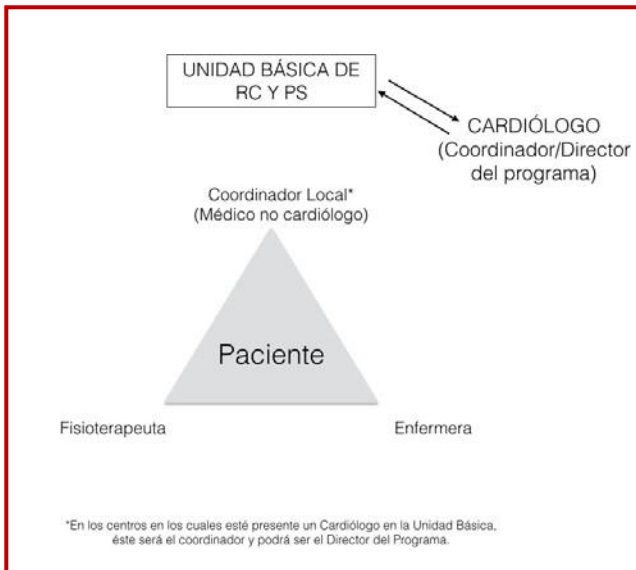 UNIDAD BÁSICA DE
RC Y PS
CARDIÓLOGO
(Coordinador/Director
del programa)
Coordinador Local*
(Médico no cardiólogo)
Paciente
Fisioterapeuta
Enfermera
*En los centros en los cuales esté presente un Cardiólogo en la Unidad Básica,
éste será el coordinador y podrá ser el Director del Programa.